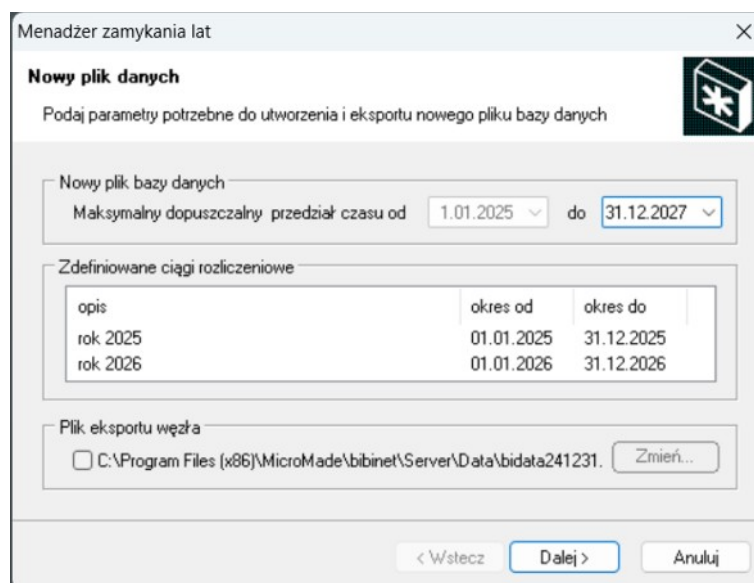 Menadżer zamykania lat
Nowy plik danych
Podaj parametry potrzebne do utworzenia i eksportu nowego pliku bazy danych
Nowy plik bazy danych
Maksymalny dopuszczalny przedział czasu od 1.01.2025 do 31.12.2027
Zdefiniowane ciągi rozliczeniowe
opis okres od okres do
rok 2025 01.01.2025 31.12.2025
rok 2026 01.01.2026 31.12.2026
Plik eksportu węzła
C:\Program Files (x86)\MicroMade\bibinet\Server\Data\bidata241231. Zmień...
< Wstecz Dalej > Anuluj